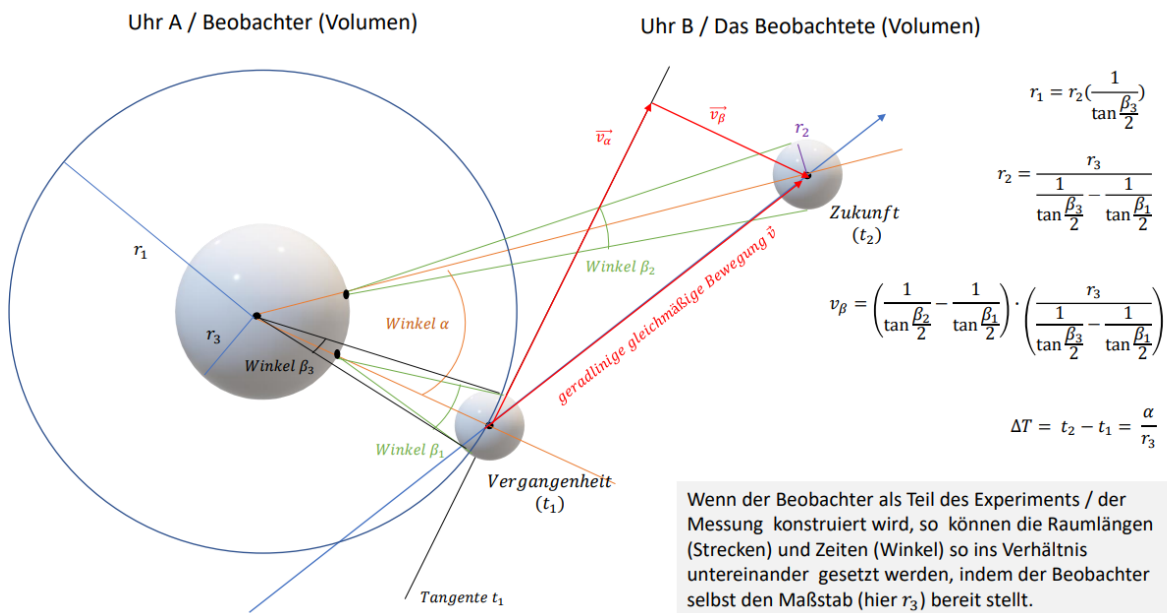 Uhr A / Beobachter (Volumen)
Uhr B / Das Beobachtete (Volumen)
r₁
r₃
Winkel β₃
Winkel α
Winkel β₁
Winkel β₂
v⃗_α
v⃗_β
r₂
geradlinige gleichmäßige Bewegung v⃗
Zukunft
(t₂)
Vergangenheit
(t₁)
Tangente t₁
r₁ = r₂(1 / tan β₃/2)
r₂ = r₃ / (1 / tan β₃/2 − 1 / tan β₁/2)
v_β = (1 / tan β₂/2 − 1 / tan β₁/2) · (r₃ / (1 / tan β₃/2 − 1 / tan β₁/2))
ΔT = t₂ − t₁ = α / r₃
Wenn der Beobachter als Teil des Experiments / der
Messung konstruiert wird, so können die Raumlängen
(Strecken) und Zeiten (Winkel) so ins Verhältnis
untereinander gesetzt werden, indem der Beobachter
selbst den Maßstab (hier r₃) bereit stellt.